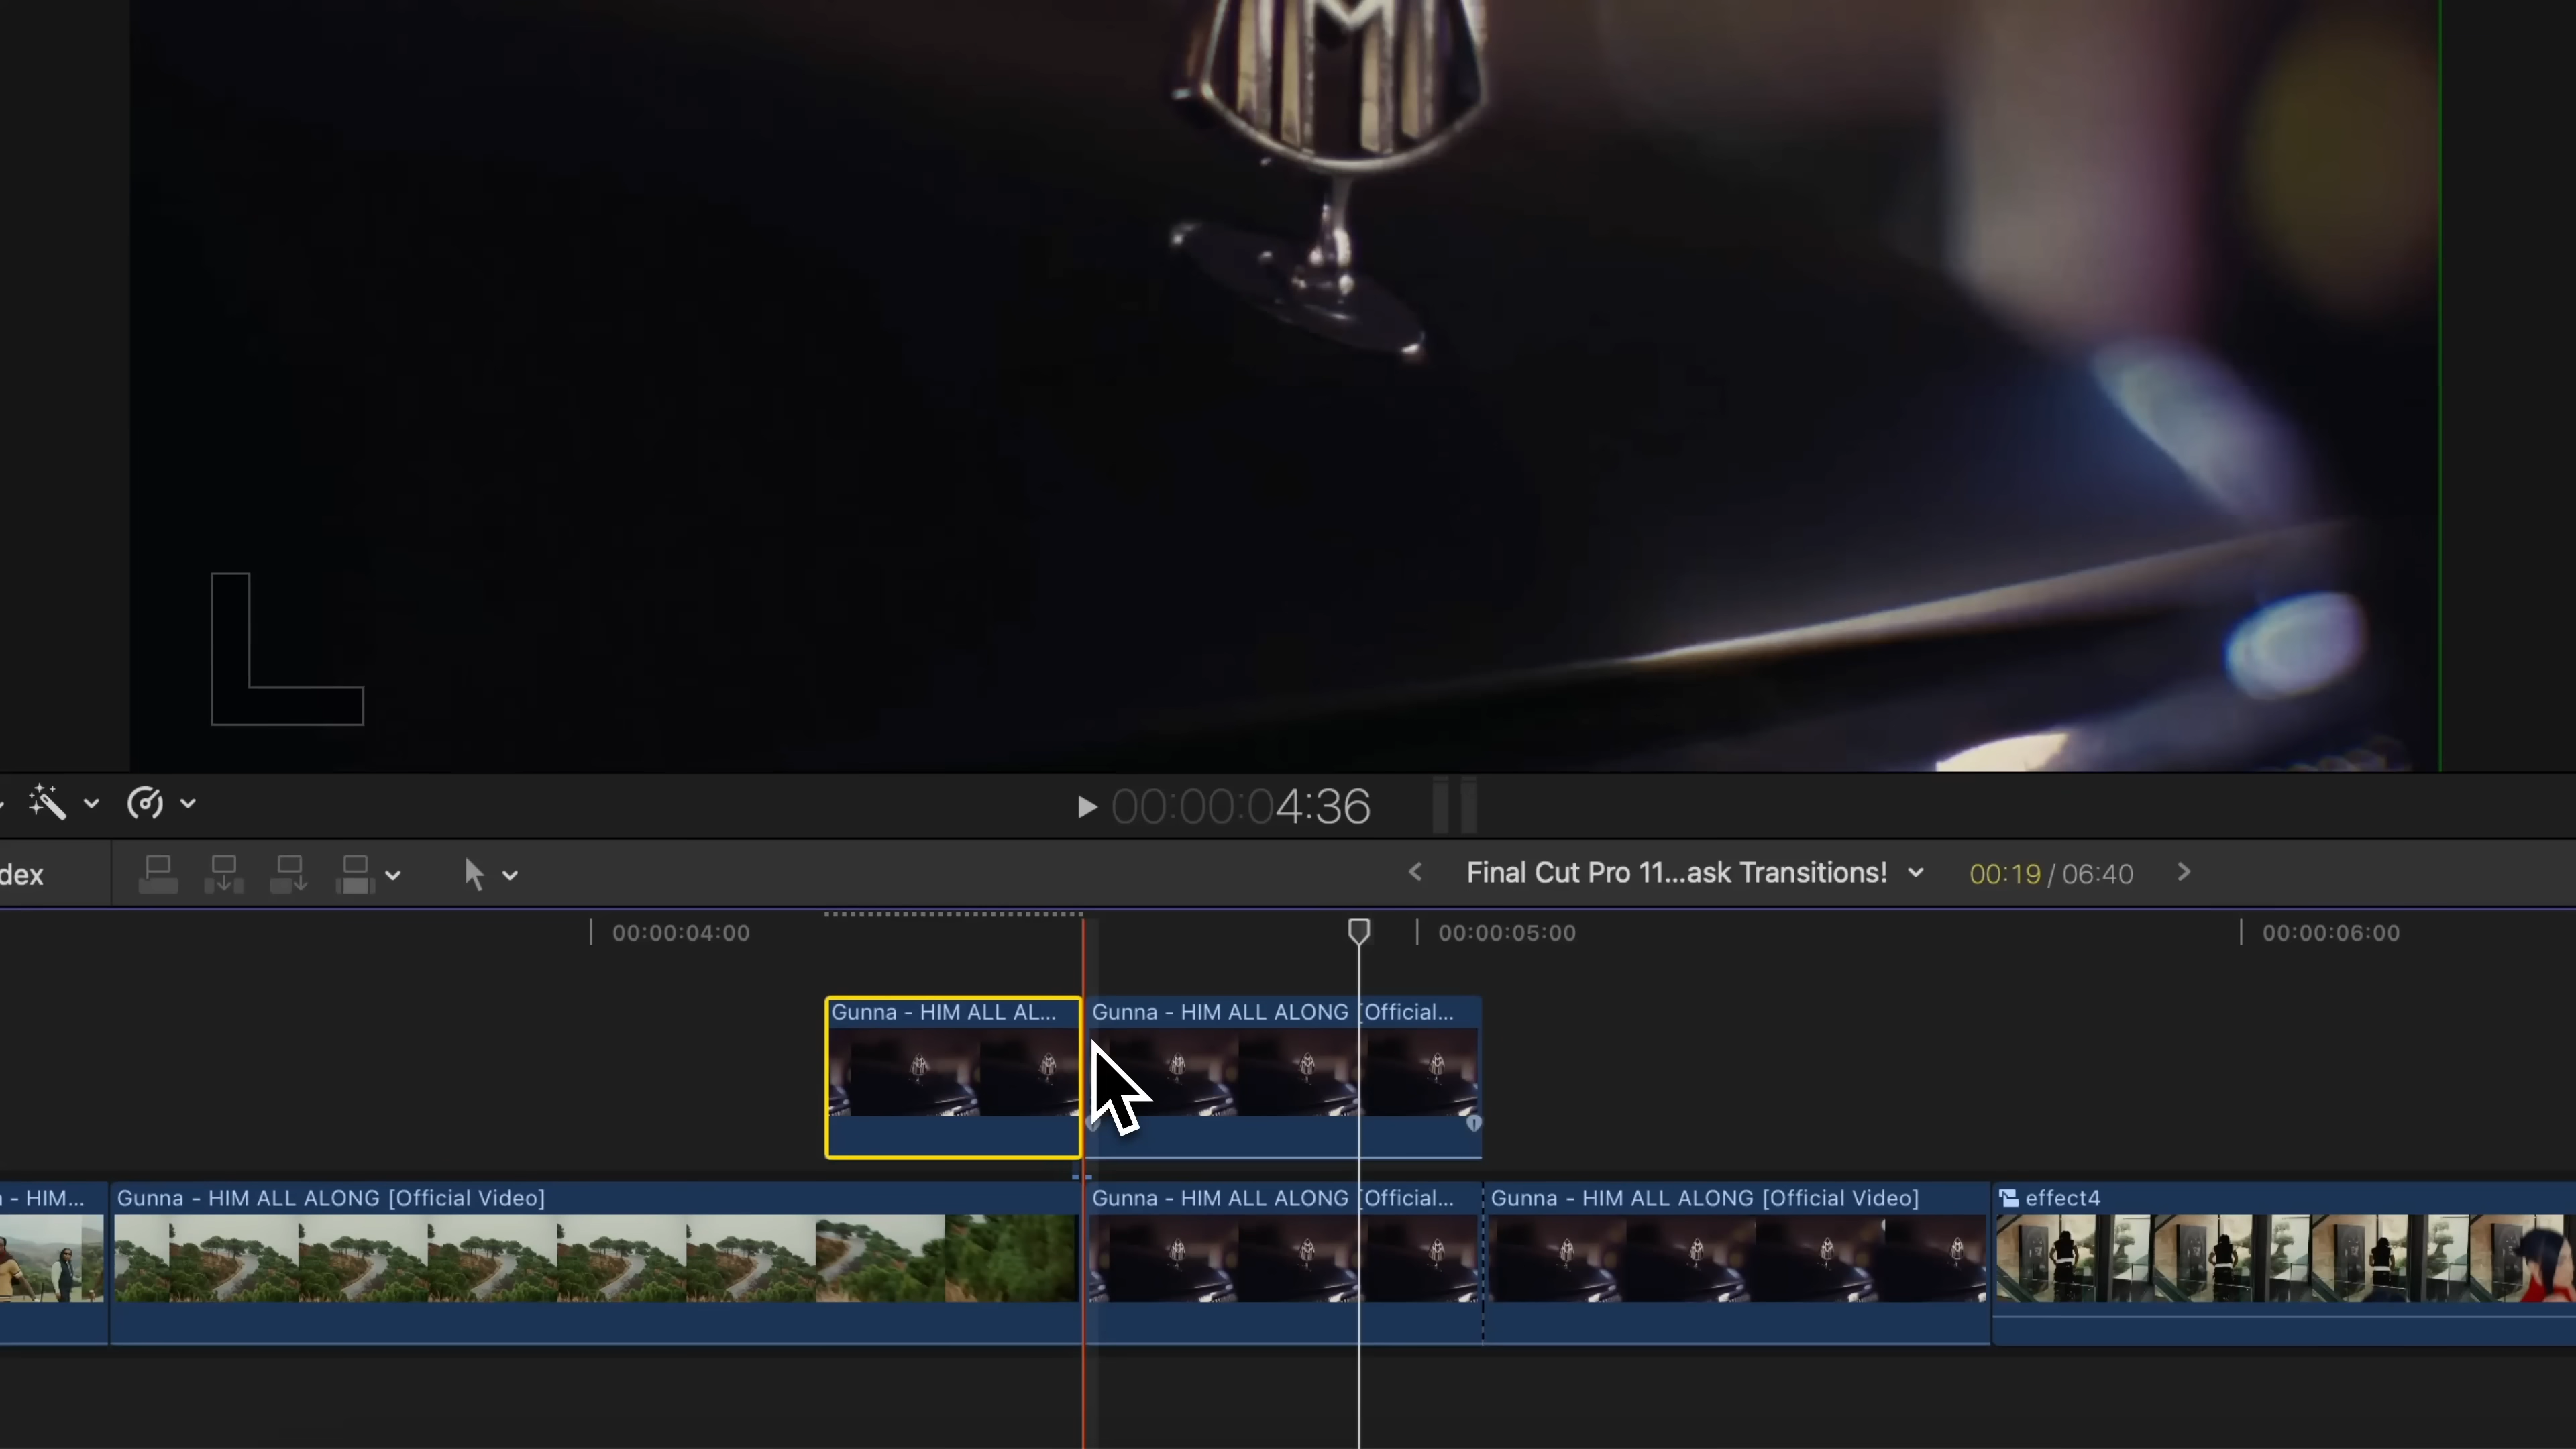 M
00:00:04:36
dex
Final Cut Pro 11...ask Transitions!
00:19 / 06:40
00:00:04:00
00:00:05:00
00:00:06:00
Gunna - HIM ALL AL...
Gunna - HIM ALL ALONG [Official...
- HIM...
Gunna - HIM ALL ALONG [Official Video]
Gunna - HIM ALL ALONG [Official...
Gunna - HIM ALL ALONG [Official Video]
effect4